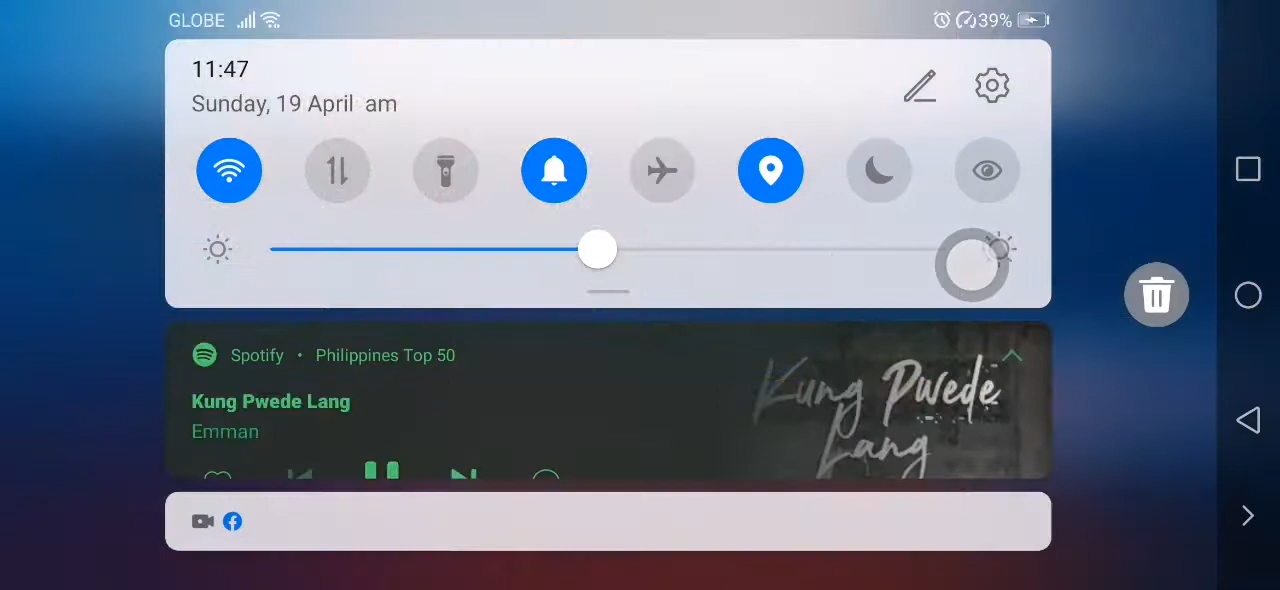 GLOBE 39%
11:47
Sunday, 19 April am
Spotify • Philippines Top 50
Kung Pwede Lang
Emman
Kung Pwede
Lang